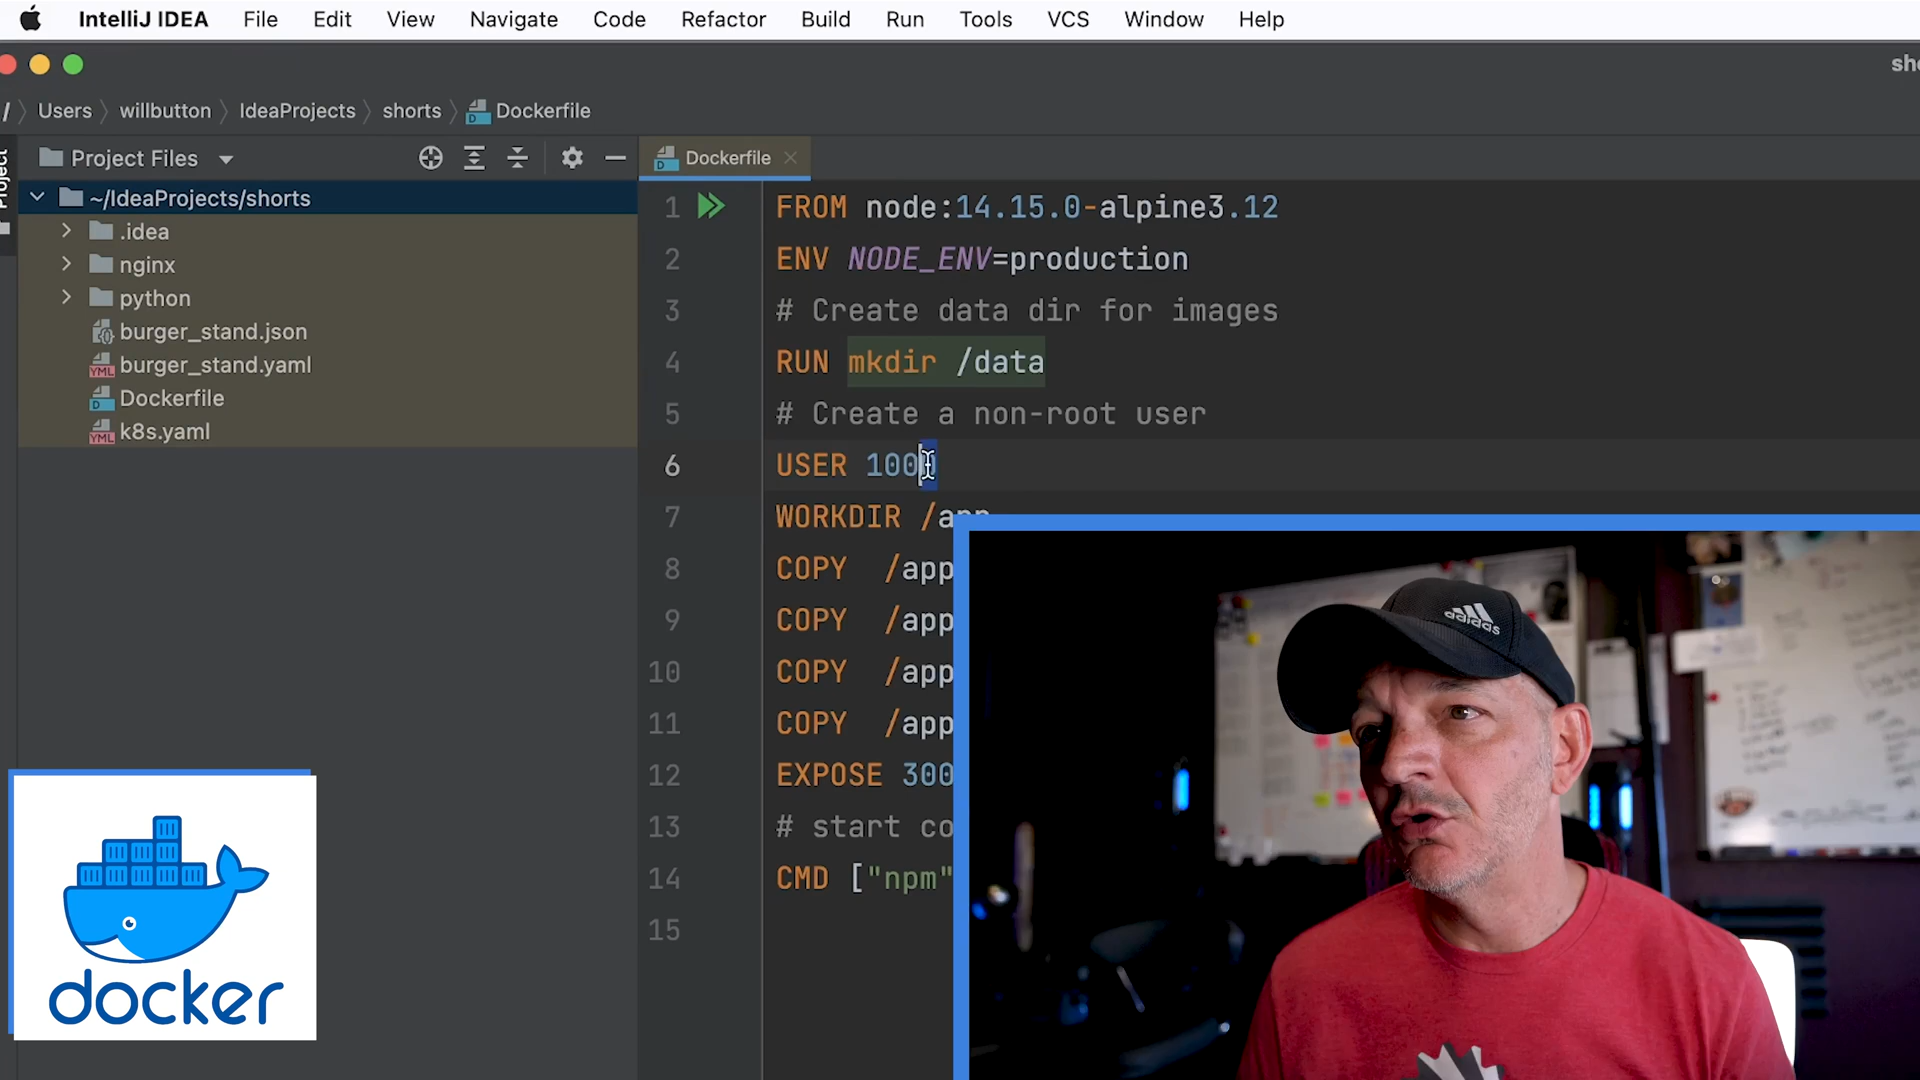 IntelliJ IDEA File Edit View Navigate Code Refactor Build Run Tools VCS Window Help
/ Users willbutton IdeaProjects shorts Dockerfile
Project
Project Files
~/IdeaProjects/shorts
.idea
nginx
python
burger_stand.json
burger_stand.yaml
Dockerfile
k8s.yaml
Dockerfile
1 FROM node:14.15.0-alpine3.12
2 ENV NODE_ENV=production
3 # Create data dir for images
4 RUN mkdir /data
5 # Create a non-root user
6 USER 1000
7 WORKDIR /app
8 COPY /app
9 COPY /app
10 COPY /app
11 COPY /app
12 EXPOSE 300
13 # start co
14 CMD ["npm"
15
docker
adidas